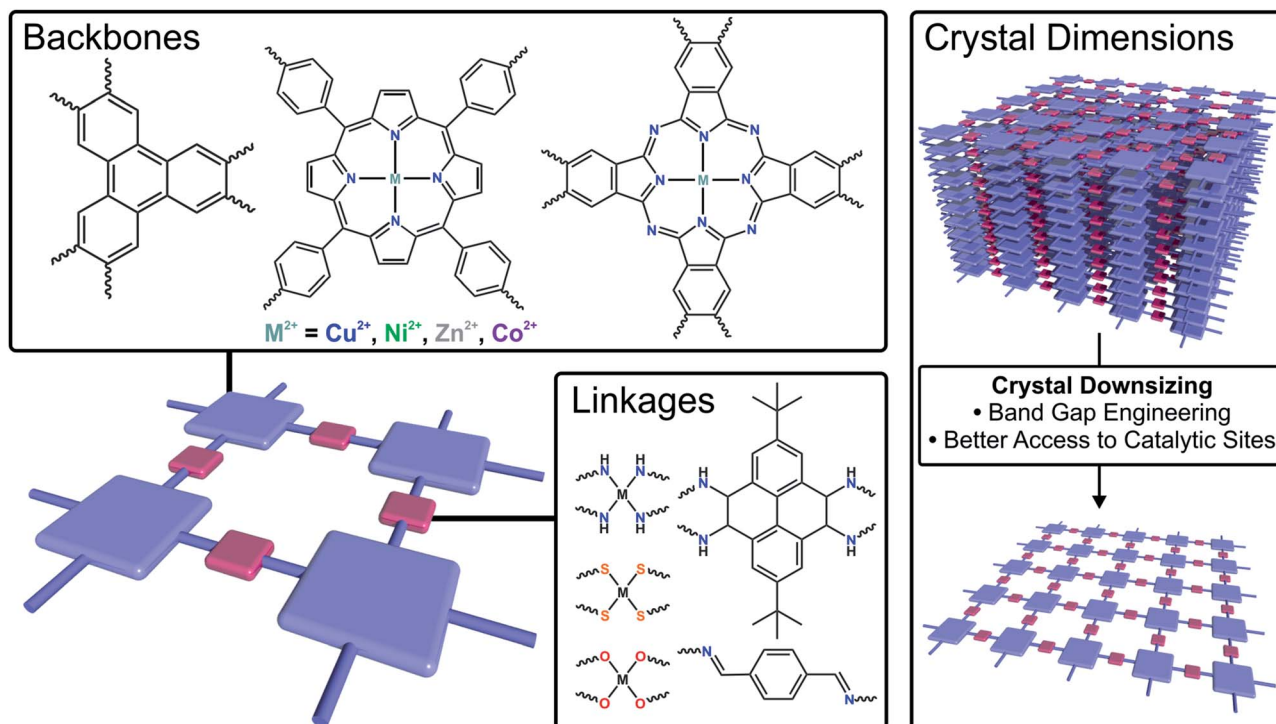 Backbones
N
N
M
N
N
N
N
N
N
M
N
N
N
N
M²⁺ = Cu²⁺, Ni²⁺, Zn²⁺, Co²⁺
Linkages
H H
N N
M
N N
H H
S S
M
S S
O O
M
O O
H H
N N
N N
H H
N
N
Crystal Dimensions
Crystal Downsizing
• Band Gap Engineering
• Better Access to Catalytic Sites